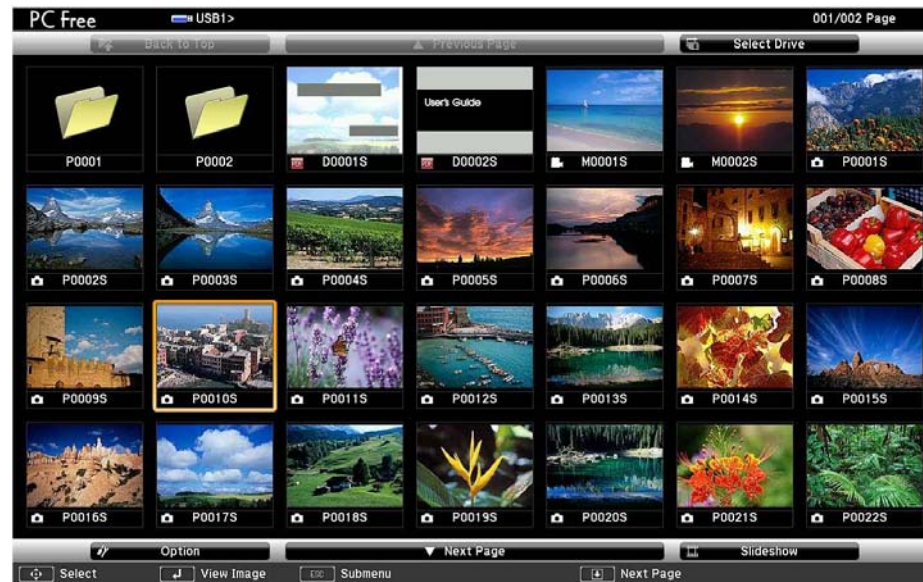 PC Free USB1> 001/002 Page
Back to Top Previous Page Select Drive
User's Guide
P0001 P0002 D0001S D0002S M0001S M0002S P0001S
P0002S P0003S P0004S P0005S P0006S P0007S P0008S
P0009S P0010S P0011S P0012S P0013S P0014S P0015S
P0016S P0017S P0018S P0019S P0020S P0021S P0022S
Option Next Page Slideshow
Select View Image ESC Submenu Next Page